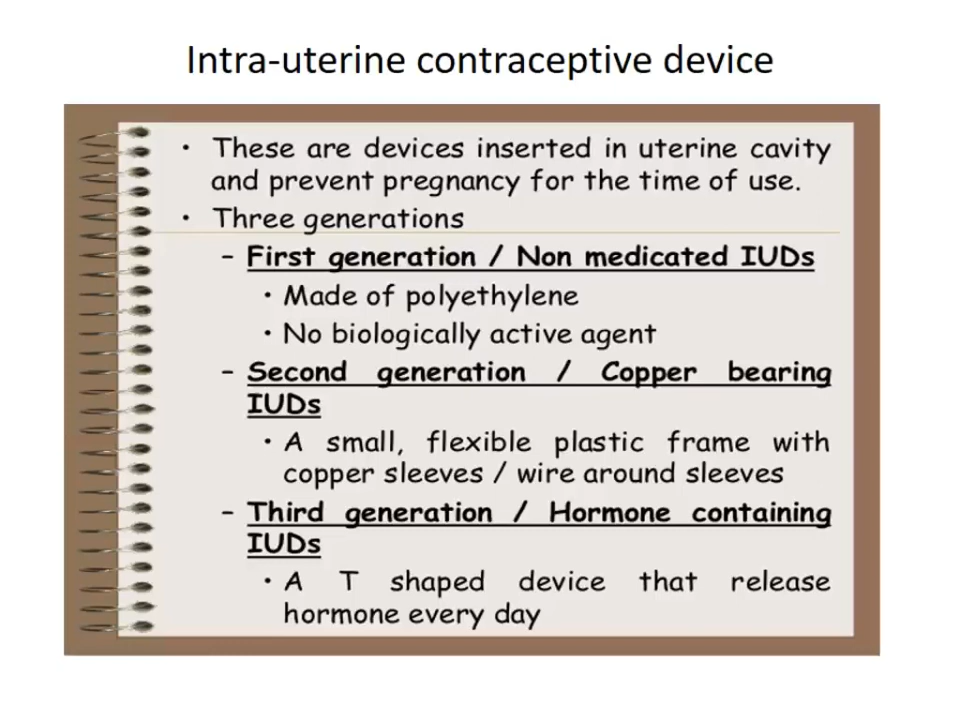 Intra-uterine contraceptive device
• These are devices inserted in uterine cavity
and prevent pregnancy for the time of use.
• Three generations
– First generation / Non medicated IUDs
• Made of polyethylene
• No biologically active agent
– Second generation / Copper bearing
IUDs
• A small, flexible plastic frame with
copper sleeves / wire around sleeves
– Third generation / Hormone containing
IUDs
• A T shaped device that release
hormone every day